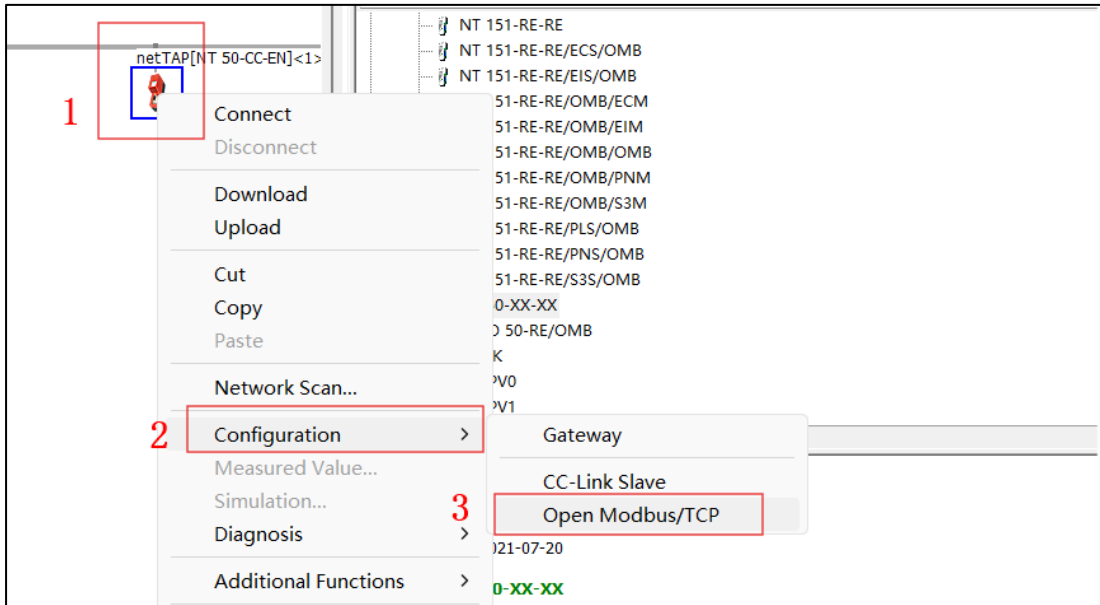 netTAP[NT 50-CC-EN]<1>
1
Connect
Disconnect
Download
Upload
Cut
Copy
Paste
Network Scan...
2
Configuration
Measured Value...
Simulation...
Diagnosis
Additional Functions
Gateway
CC-Link Slave
3
Open Modbus/TCP
NT 151-RE-RE
NT 151-RE-RE/ECS/OMB
NT 151-RE-RE/EIS/OMB
51-RE-RE/OMB/ECM
51-RE-RE/OMB/EIM
51-RE-RE/OMB/OMB
51-RE-RE/OMB/PNM
51-RE-RE/OMB/S3M
51-RE-RE/PLS/OMB
51-RE-RE/PNS/OMB
51-RE-RE/S3S/OMB
0-XX-XX
50-RE/OMB
K
PV0
PV1
021-07-20
0-XX-XX